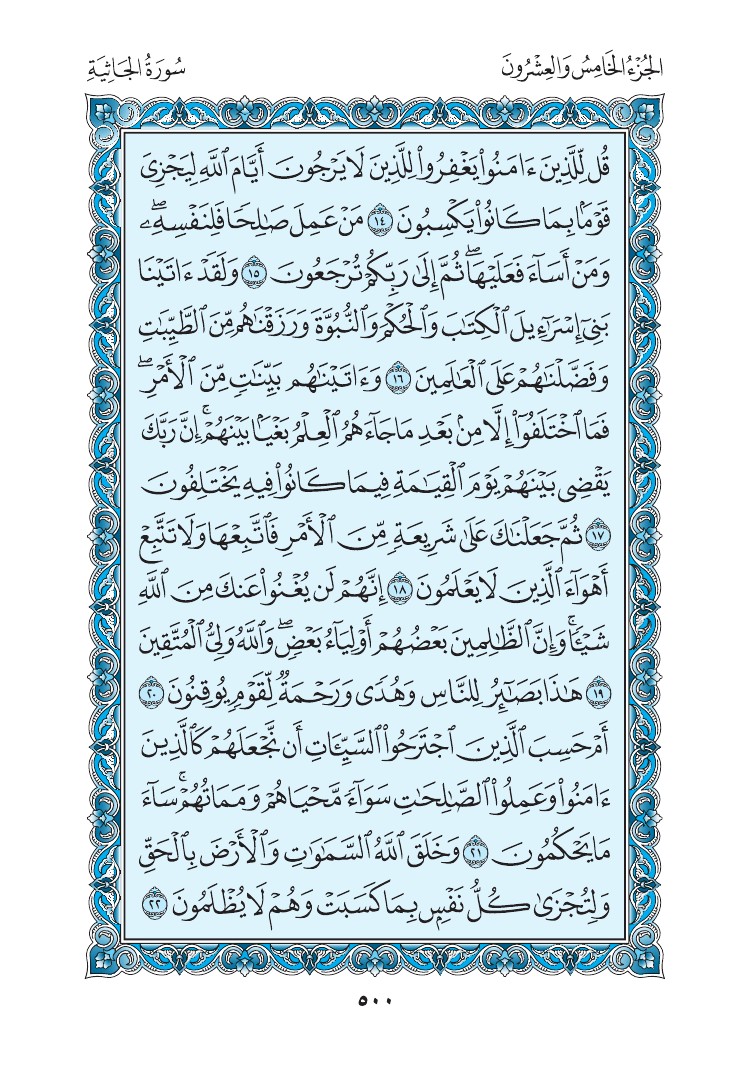 الجُزْءُ الخَامِسُ وَالعِشْرُونَ
سُورَةُ الجَاثِيَةِ
قُل لِّلَّذِينَ ءَامَنُواْ يَغْفِرُواْ لِلَّذِينَ لَا يَرْجُونَ أَيَّامَ ٱللَّهِ لِيَجْزِيَ
قَوْمَۢا بِمَا كَانُواْ يَكْسِبُونَ ١٤ مَنْ عَمِلَ صَٰلِحٗا فَلِنَفْسِهِۦۖ
وَمَنْ أَسَآءَ فَعَلَيْهَاۖ ثُمَّ إِلَىٰ رَبِّكُمْ تُرْجَعُونَ ١٥ وَلَقَدْ ءَاتَيْنَا
بَنِيٓ إِسْرَٰٓءِيلَ ٱلْكِتَٰبَ وَٱلْحُكْمَ وَٱلنُّبُوَّةَ وَرَزَقْنَٰهُم مِّنَ ٱلطَّيِّبَٰتِ
وَفَضَّلْنَٰهُمْ عَلَى ٱلْعَٰلَمِينَ ١٦ وَءَاتَيْنَٰهُم بَيِّنَٰتٖ مِّنَ ٱلْأَمْرِۖ
فَمَا ٱخْتَلَفُوٓاْ إِلَّا مِنۢ بَعْدِ مَا جَآءَهُمُ ٱلْعِلْمُ بَغْيَۢا بَيْنَهُمْۚ إِنَّ رَبَّكَ
يَقْضِي بَيْنَهُمْ يَوْمَ ٱلْقِيَٰمَةِ فِيمَا كَانُواْ فِيهِ يَخْتَلِفُونَ
١٧ ثُمَّ جَعَلْنَٰكَ عَلَىٰ شَرِيعَةٖ مِّنَ ٱلْأَمْرِ فَٱتَّبِعْهَا وَلَا تَتَّبِعْ
أَهْوَآءَ ٱلَّذِينَ لَا يَعْلَمُونَ ١٨ إِنَّهُمْ لَن يُغْنُواْ عَنكَ مِنَ ٱللَّهِ
شَيْـٔٗاۚ وَإِنَّ ٱلظَّٰلِمِينَ بَعْضُهُمْ أَوْلِيَآءُ بَعْضٖۖ وَٱللَّهُ وَلِيُّ ٱلْمُتَّقِينَ
١٩ هَٰذَا بَصَٰٓئِرُ لِلنَّاسِ وَهُدٗى وَرَحْمَةٞ لِّقَوْمٖ يُوقِنُونَ ٢٠
أَمْ حَسِبَ ٱلَّذِينَ ٱجْتَرَحُواْ ٱلسَّيِّـَٔاتِ أَن نَّجْعَلَهُمْ كَٱلَّذِينَ
ءَامَنُواْ وَعَمِلُواْ ٱلصَّٰلِحَٰتِ سَوَآءٗ مَّحْيَاهُمْ وَمَمَاتُهُمْۚ سَآءَ
مَا يَحْكُمُونَ ٢١ وَخَلَقَ ٱللَّهُ ٱلسَّمَٰوَٰتِ وَٱلْأَرْضَ بِٱلْحَقِّ
وَلِتُجْزَىٰ كُلُّ نَفْسِۭ بِمَا كَسَبَتْ وَهُمْ لَا يُظْلَمُونَ ٢٢
٥٠٠